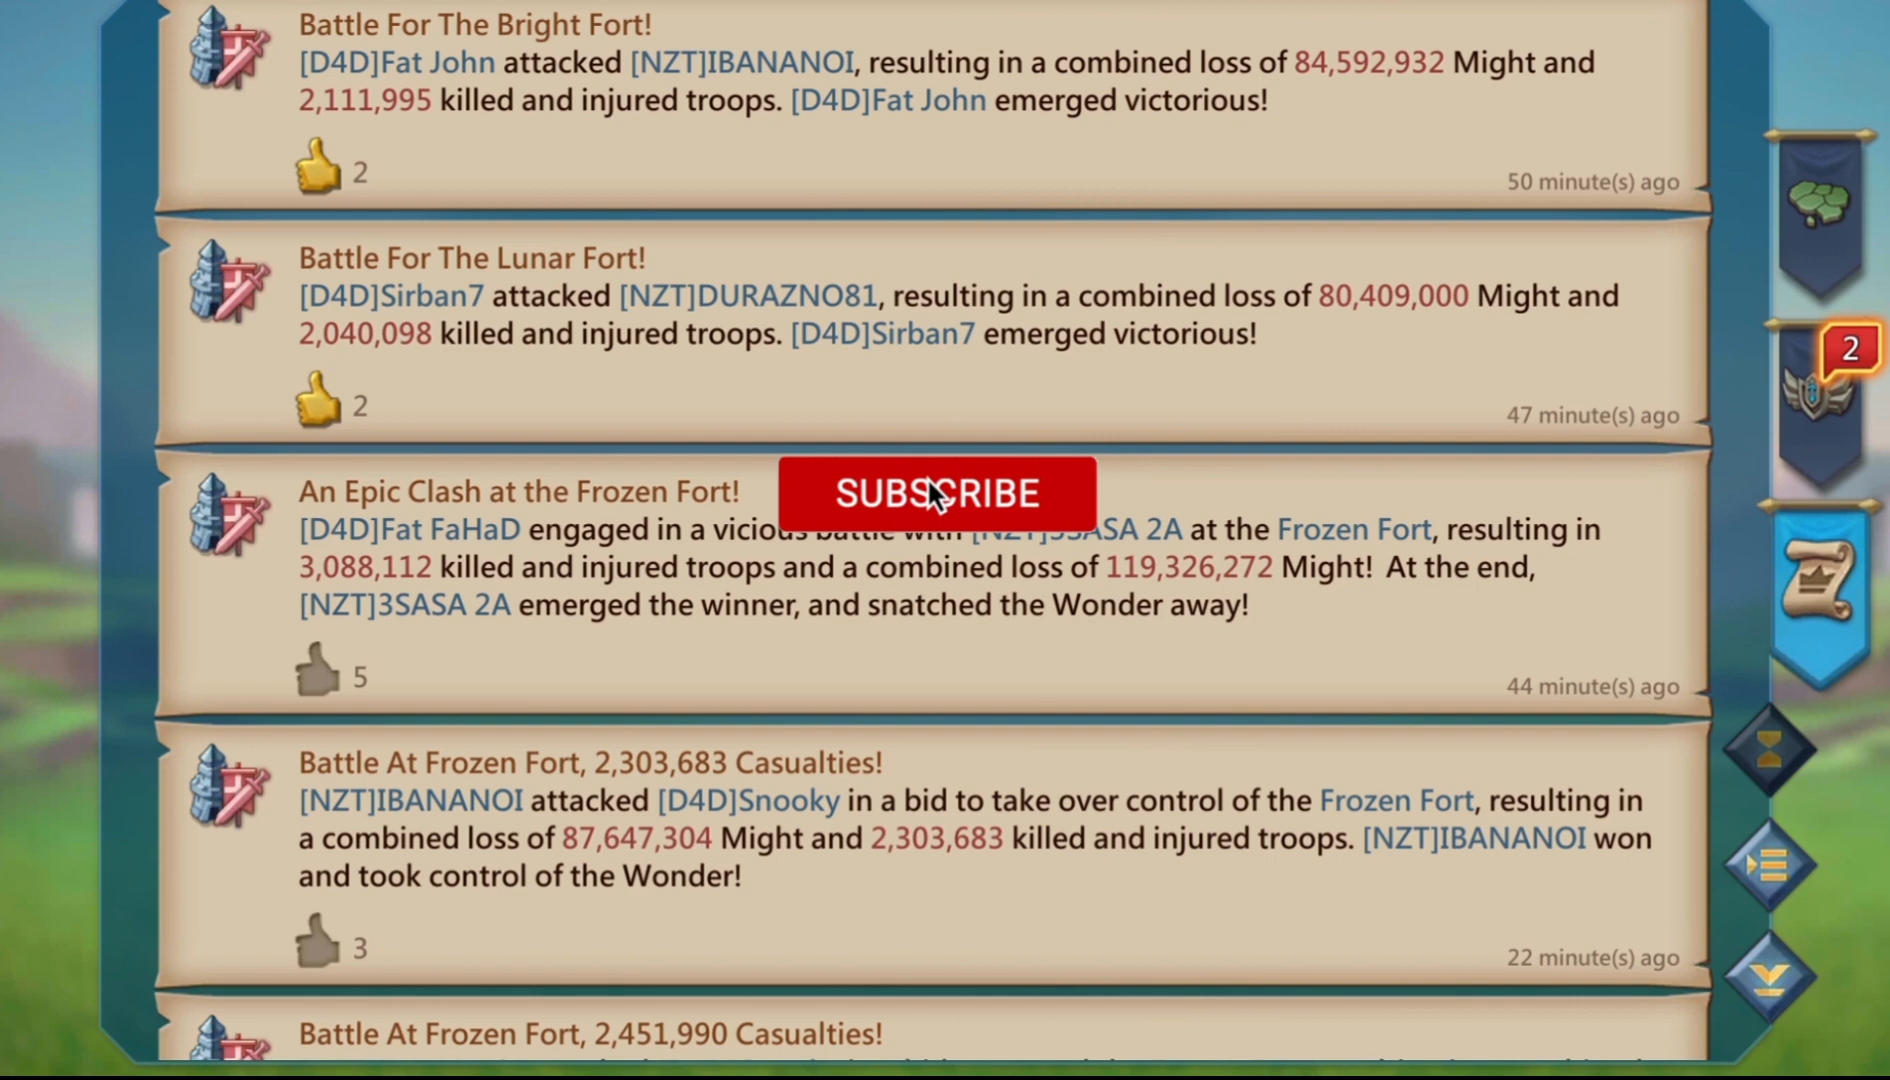 Battle For The Bright Fort!
[D4D]Fat John attacked [NZT]IBANANOI, resulting in a combined loss of 84,592,932 Might and
2,111,995 killed and injured troops. [D4D]Fat John emerged victorious!
2
50 minute(s) ago
Battle For The Lunar Fort!
[D4D]Sirban7 attacked [NZT]DURAZNO81, resulting in a combined loss of 80,409,000 Might and
2,040,098 killed and injured troops. [D4D]Sirban7 emerged victorious!
2
47 minute(s) ago
2
An Epic Clash at the Frozen Fort!
SUBSCRIBE
[D4D]Fat FaHaD engaged in a vicious battle with [NZT]3SASA 2A at the Frozen Fort, resulting in
3,088,112 killed and injured troops and a combined loss of 119,326,272 Might! At the end,
[NZT]3SASA 2A emerged the winner, and snatched the Wonder away!
5
44 minute(s) ago
Battle At Frozen Fort, 2,303,683 Casualties!
[NZT]IBANANOI attacked [D4D]Snooky in a bid to take over control of the Frozen Fort, resulting in
a combined loss of 87,647,304 Might and 2,303,683 killed and injured troops. [NZT]IBANANOI won
and took control of the Wonder!
3
22 minute(s) ago
Battle At Frozen Fort, 2,451,990 Casualties!